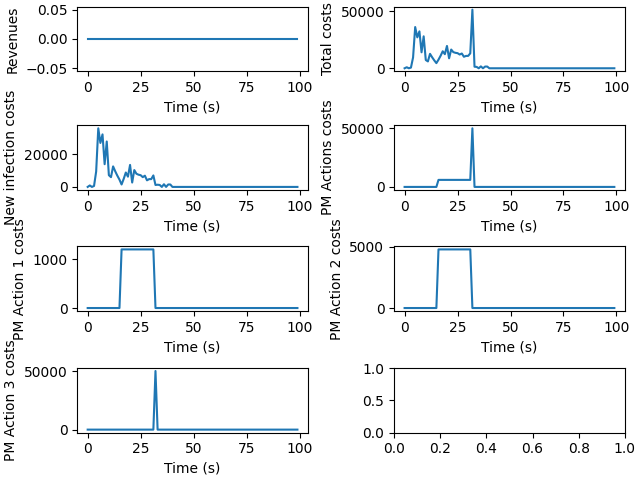 Revenues
0.05
0.00
−0.05
0 25 50 75 100
Time (s)
Total costs
50000
0
0 25 50 75 100
Time (s)
New infection costs
20000
0
0 25 50 75 100
Time (s)
PM Actions costs
50000
0
0 25 50 75 100
Time (s)
PM Action 1 costs
1000
0
0 25 50 75 100
Time (s)
PM Action 2 costs
5000
0
0 25 50 75 100
Time (s)
PM Action 3 costs
50000
0
0 25 50 75 100
Time (s)
1.0
0.5
0.0
0.0 0.2 0.4 0.6 0.8 1.0